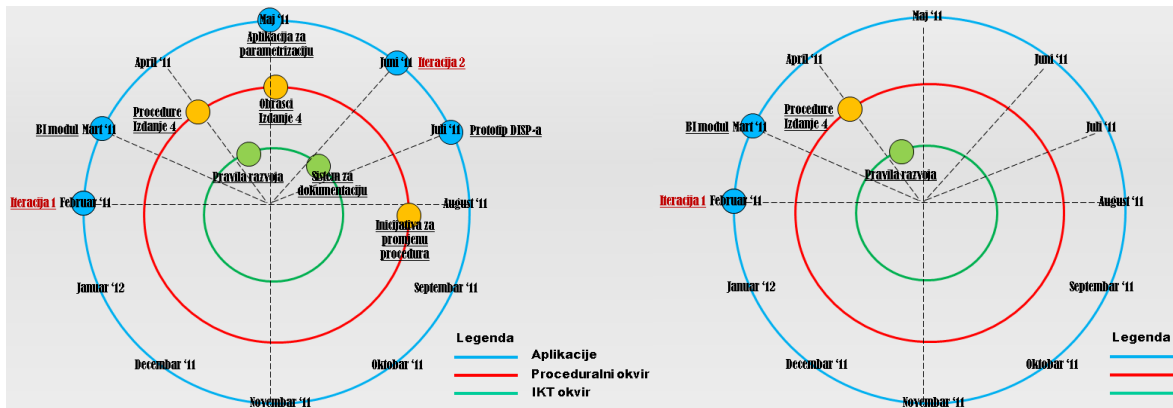 Maj ‘11
Aplikacija za
parametrizaciju
April ‘11
Juni ‘11 Iteracija 2
Procedure
Izdanje 4
Obrasci
Izdanje 4
BI modul Mart ‘11
Juli ‘11 Prototip DISP-a
Pravila razvoja
Sistem za
dokumentaciju
Iteracija 1 Februar ‘11
August ‘11
Inicijativa za
promjenu
procedura
Januar ‘12
Septembar ‘11
Decembar ‘11
Oktobar ‘11
Novembar ‘11
Legenda
Aplikacije
Proceduralni okvir
IKT okvir
Maj ‘11
April ‘11
Juni ‘11
Procedure
Izdanje 4
BI modul Mart ‘11
Juli ‘11
Pravila razvoja
Iteracija 1 Februar ‘11
August ‘11
Januar ‘12
Septembar ‘11
Decembar ‘11
Oktobar ‘11
Novembar ‘11
Legenda